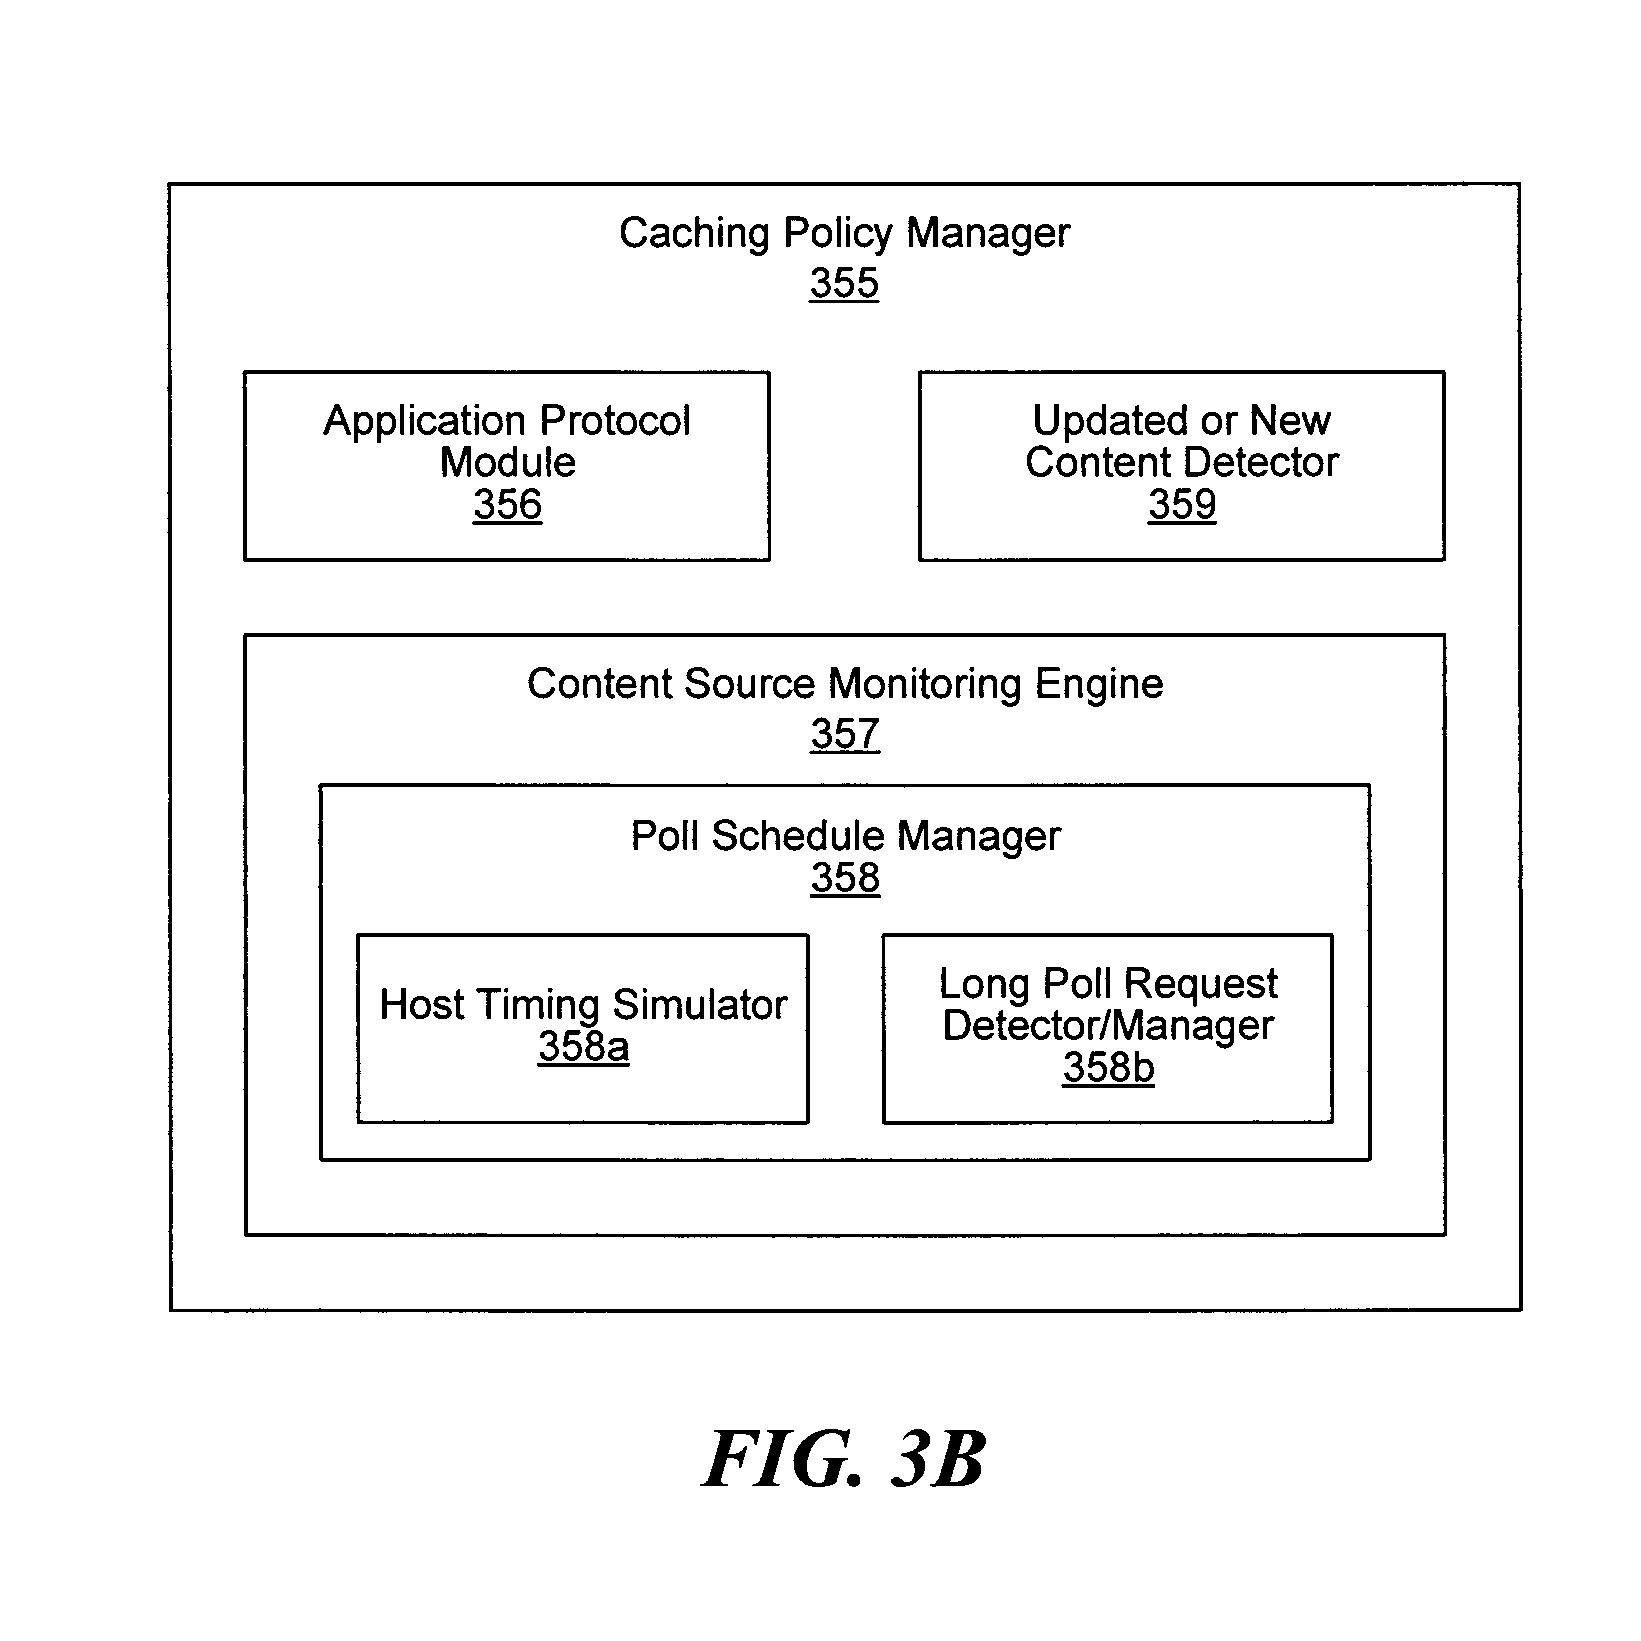 Caching Policy Manager
355
Application Protocol
Module
356
Updated or New
Content Detector
359
Content Source Monitoring Engine
357
Poll Schedule Manager
358
Host Timing Simulator
358a
Long Poll Request
Detector/Manager
358b
FIG. 3B